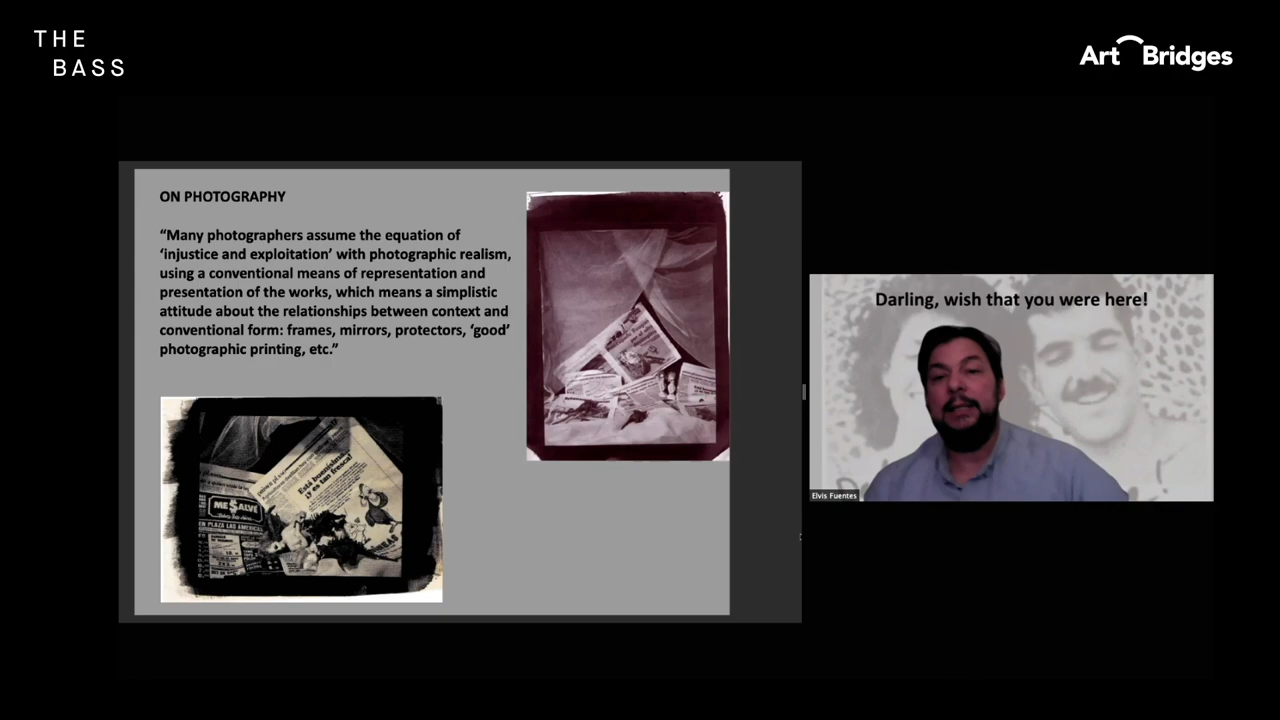 THE
BASS
Art Bridges
ON PHOTOGRAPHY
“Many photographers assume the equation of
‘injustice and exploitation’ with photographic realism,
using a conventional means of representation and
presentation of the works, which means a simplistic
attitude about the relationships between context and
conventional form: frames, mirrors, protectors, ‘good’
photographic printing, etc.”
Está buenísima
¡Y es tan fresca!
ME$ALVE
EN PLAZA LAS AMERICAS
Darling, wish that you were here!
Elvis Fuentes